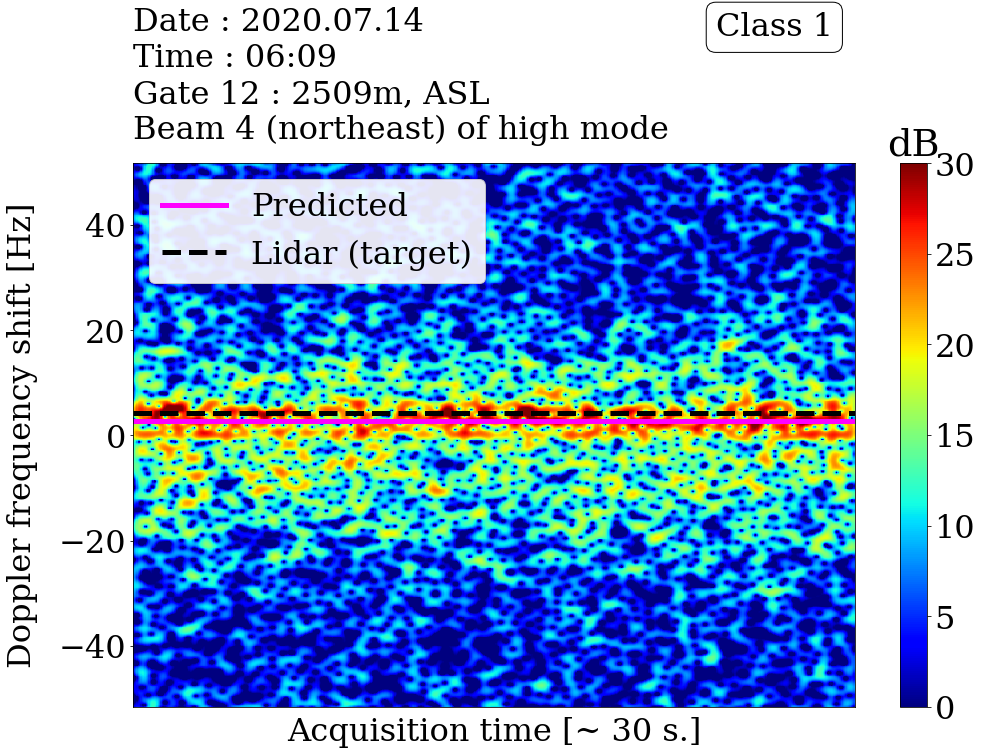 Date : 2020.07.14
Class 1
Time : 06:09
Gate 12 : 2509m, ASL
Beam 4 (northeast) of high mode
dB
Predicted
Lidar (target)
Doppler frequency shift [Hz]
40
20
0
−20
−40
30
25
20
15
10
5
0
Acquisition time [~ 30 s.]